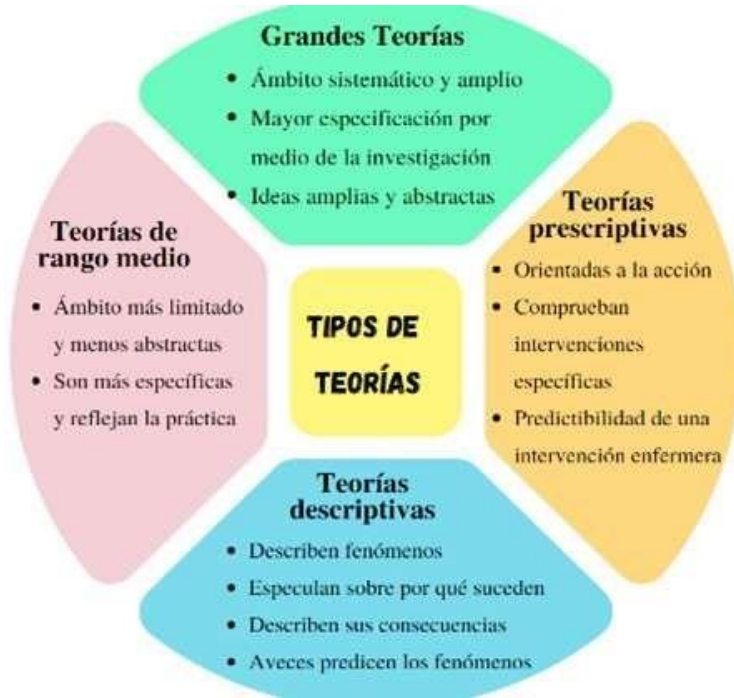 Grandes Teorías
• Ámbito sistemático y amplio
• Mayor especificación por
medio de la investigación
• Ideas amplias y abstractas
Teorías de
rango medio
• Ámbito más limitado
y menos abstractas
• Son más específicas
y reflejan la práctica
TIPOS DE
TEORÍAS
Teorías
prescriptivas
▪ Orientadas a la acción
• Comprueban
intervenciones
específicas
• Predictibilidad de una
intervención enfermera
Teorías
descriptivas
• Describen fenómenos
• Especulan sobre por qué suceden
• Describen sus consecuencias
• Aveces predicen los fenómenos